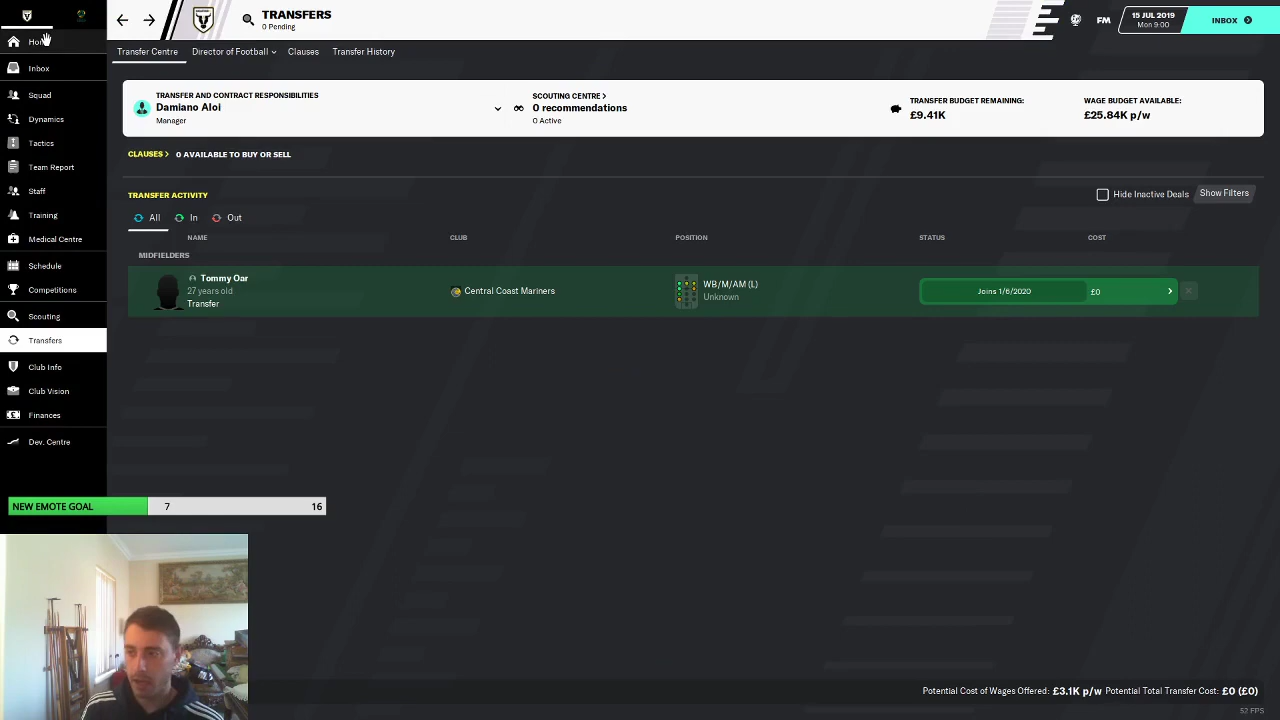 TRANSFERS
0 Pending
FM
15 JUL 2019
Mon 9:00
INBOX
Transfer Centre
Director of Football
Clauses
Transfer History
Inbox
Squad
Dynamics
Tactics
Team Report
Staff
Training
Medical Centre
Schedule
Competitions
Scouting
Transfers
Club Info
Club Vision
Finances
Dev. Centre
TRANSFER AND CONTRACT RESPONSIBILITIES
Damiano Aloi
Manager
SCOUTING CENTRE
0 recommendations
0 Active
TRANSFER BUDGET REMAINING:
£9.41K
WAGE BUDGET AVAILABLE:
£25.84K p/w
CLAUSES 0 AVAILABLE TO BUY OR SELL
TRANSFER ACTIVITY
Hide Inactive Deals
Show Filters
All In Out
NAME CLUB POSITION STATUS COST
MIDFIELDERS
Tommy Oar
27 years old
Transfer
Central Coast Mariners
WB/M/AM (L)
Unknown
Joins 1/6/2020
£0
NEW EMOTE GOAL 7 16
Potential Cost of Wages Offered: £3.1K p/w Potential Total Transfer Cost: £0 (£0)
52 FPS